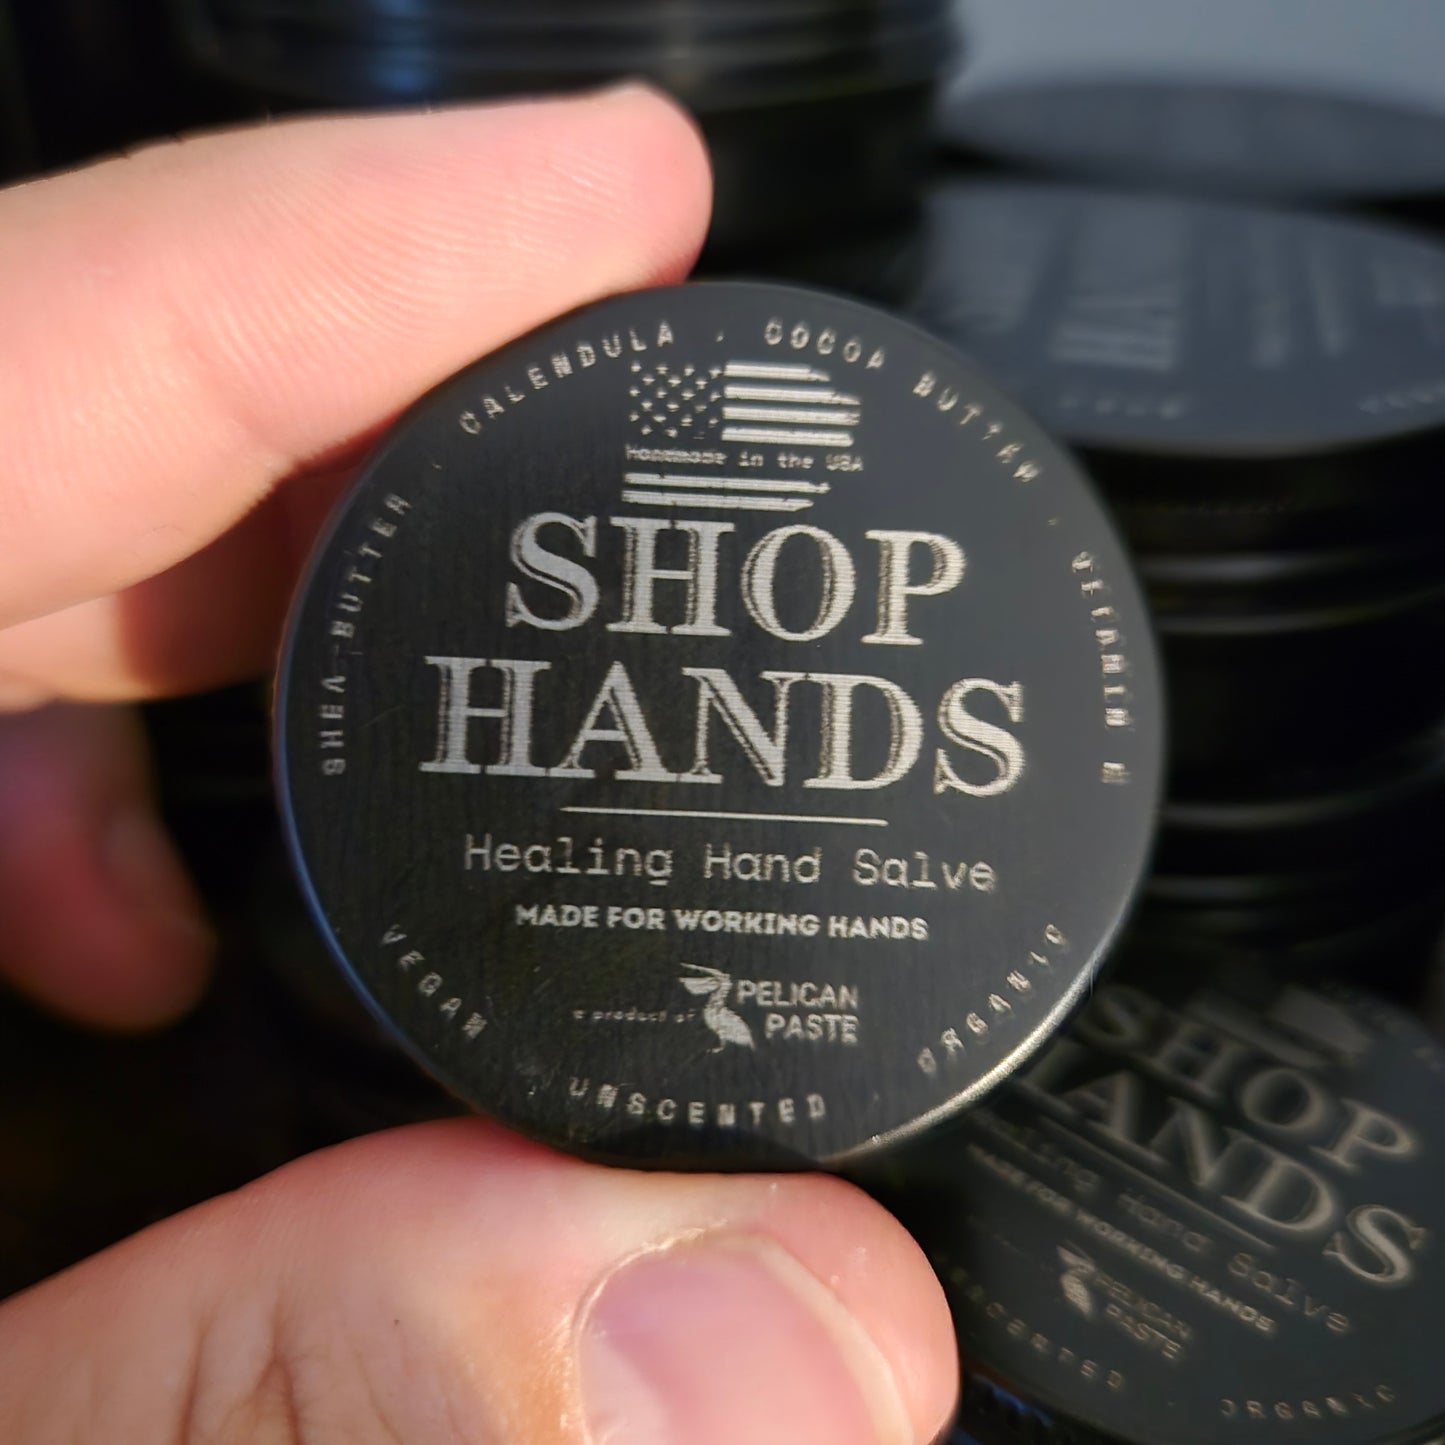 SHEA BUTTER · CALENDULA · COCOA BUTTER · VITAMIN E
Handmade in the USA
SHOP
HANDS
Healing Hand Salve
MADE FOR WORKING HANDS
a product of PELICAN
PASTE
VEGAN · UNSCENTED · ORGANIC
SHOP
HANDS
Healing Hand Salve
MADE FOR WORKING HANDS
PELICAN
PASTE
ORGANIC